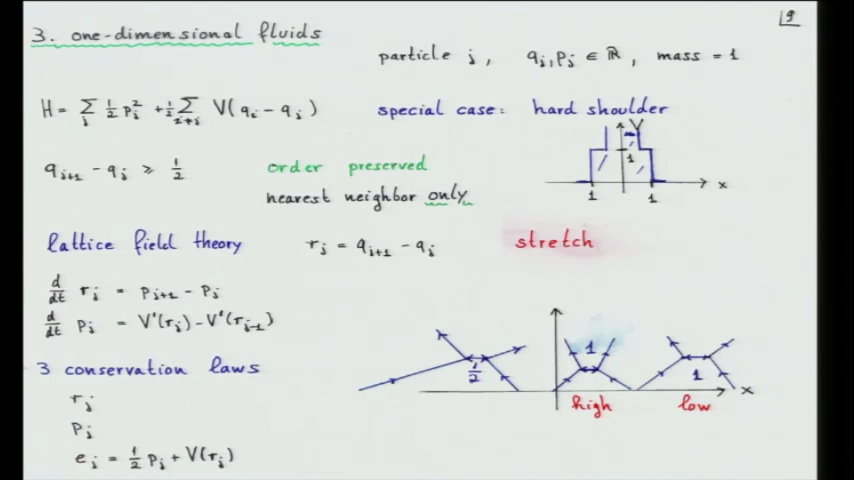 9
3. one-dimensional fluids
particle j, q_j, p_j ∈ ℝ, mass = 1
H = Σ_j ½ p_j² + ½ Σ_{i≠j} V(q_i - q_j)
special case: hard shoulder
V
1
1 1 x
q_{j+1} - q_j ≥ ½
order preserved
nearest neighbor only
lattice field theory r_j = q_{j+1} - q_j stretch
d/dt r_j = p_{j+1} - p_j
d/dt p_j = V'(r_j) - V'(r_{j-1})
3 conservation laws
r_j
p_j
e_j = ½ p_j + V(r_j)
½ 1 1 x
high low